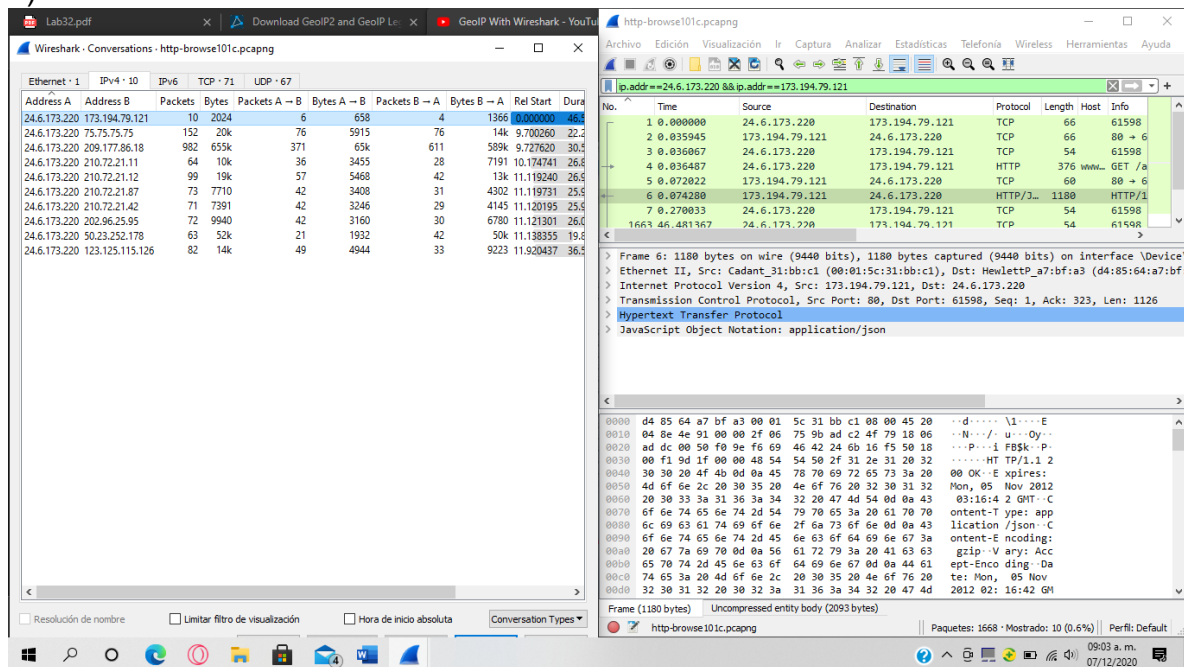 Lab32.pdf
Download GeoIP2 and GeoIP Le
GeoIP With Wireshark - YouTu
Wireshark · Conversations · http-browse101c.pcapng
Ethernet · 1 IPv4 · 10 IPv6 TCP · 71 UDP · 67
Address A Address B Packets Bytes Packets A → B Bytes A → B Packets B → A Bytes B → A Rel Start Dura
24.6.173.220 173.194.79.121 10 2024 6 658 4 1366 0.000000 46.5
24.6.173.220 75.75.75.75 152 20k 76 5915 76 14k 9.700260 22.2
24.6.173.220 209.177.86.18 982 655k 371 65k 611 589k 9.727620 30.5
24.6.173.220 210.72.21.11 64 10k 36 3455 28 7191 10.174741 26.8
24.6.173.220 210.72.21.12 99 19k 57 5468 42 13k 11.119240 26.9
24.6.173.220 210.72.21.87 73 7710 42 3408 31 4302 11.119731 25.9
24.6.173.220 210.72.21.42 71 7391 42 3246 29 4145 11.120195 25.9
24.6.173.220 202.96.25.95 72 9940 42 3160 30 6780 11.121301 26.0
24.6.173.220 50.23.252.178 63 52k 21 1932 42 50k 11.138355 19.8
24.6.173.220 123.125.115.126 82 14k 49 4944 33 9223 11.920437 36.5
Resolución de nombre Limitar filtro de visualización Hora de inicio absoluta Conversation Types
http-browse101c.pcapng
Archivo Edición Visualización Ir Captura Analizar Estadísticas Telefonía Wireless Herramientas Ayuda
ip.addr==24.6.173.220 && ip.addr==173.194.79.121
No. Time Source Destination Protocol Length Host Info
1 0.000000 24.6.173.220 173.194.79.121 TCP 66 61598
2 0.035945 173.194.79.121 24.6.173.220 TCP 66 80 → 6
3 0.036067 24.6.173.220 173.194.79.121 TCP 54 61598
4 0.036487 24.6.173.220 173.194.79.121 HTTP 376 www… GET /a
5 0.072022 173.194.79.121 24.6.173.220 TCP 60 80 → 6
6 0.074280 173.194.79.121 24.6.173.220 HTTP/J… 1180 HTTP/1
7 0.270033 24.6.173.220 173.194.79.121 TCP 54 61598
1663 46.481367 24.6.173.220 173.194.79.121 TCP 54 61598
Frame 6: 1180 bytes on wire (9440 bits), 1180 bytes captured (9440 bits) on interface \Device
Ethernet II, Src: Cadant_31:bb:c1 (00:01:5c:31:bb:c1), Dst: HewlettP_a7:bf:a3 (d4:85:64:a7:bf:
Internet Protocol Version 4, Src: 173.194.79.121, Dst: 24.6.173.220
Transmission Control Protocol, Src Port: 80, Dst Port: 61598, Seq: 1, Ack: 323, Len: 1126
Hypertext Transfer Protocol
JavaScript Object Notation: application/json
0000 d4 85 64 a7 bf a3 00 01 5c 31 bb c1 08 00 45 20 ··d····· \1····E
0010 04 8e 4e 91 00 00 2f 06 75 9b ad c2 4f 79 18 06 ··N···/· u···Oy··
0020 ad dc 00 50 f0 9e f6 69 46 42 24 6b 16 f5 50 18 ···P···i FB$k··P·
0030 00 f1 9d 1f 00 00 48 54 54 50 2f 31 2e 31 20 32 ······HT TP/1.1 2
0040 30 30 20 4f 4b 0d 0a 45 78 70 69 72 65 73 3a 20 00 OK··E xpires:
0050 4d 6f 6e 2c 20 30 35 20 4e 6f 76 20 32 30 31 32 Mon, 05 Nov 2012
0060 20 30 33 3a 31 36 3a 34 32 20 47 4d 54 0d 0a 43 03:16:4 2 GMT··C
0070 6f 6e 74 65 6e 74 2d 54 79 70 65 3a 20 61 70 70 ontent-T ype: app
0080 6c 69 63 61 74 69 6f 6e 2f 6a 73 6f 6e 0d 0a 43 lication /json··C
0090 6f 6e 74 65 6e 74 2d 45 6e 63 6f 64 69 6e 67 3a ontent-E ncoding:
00a0 20 67 7a 69 70 0d 0a 56 61 72 79 3a 20 41 63 63 gzip··V ary: Acc
00b0 65 70 74 2d 45 6e 63 6f 64 69 6e 67 0d 0a 44 61 ept-Enco ding··Da
00c0 74 65 3a 20 4d 6f 6e 2c 20 30 35 20 4e 6f 76 20 te: Mon, 05 Nov
00d0 32 30 31 32 20 30 32 3a 31 36 3a 34 32 20 47 4d 2012 02: 16:42 GM
Frame (1180 bytes) Uncompressed entity body (2093 bytes)
http-browse101c.pcapng Paquetes: 1668 · Mostrado: 10 (0.6%) Perfil: Default
09:03 a. m.
07/12/2020